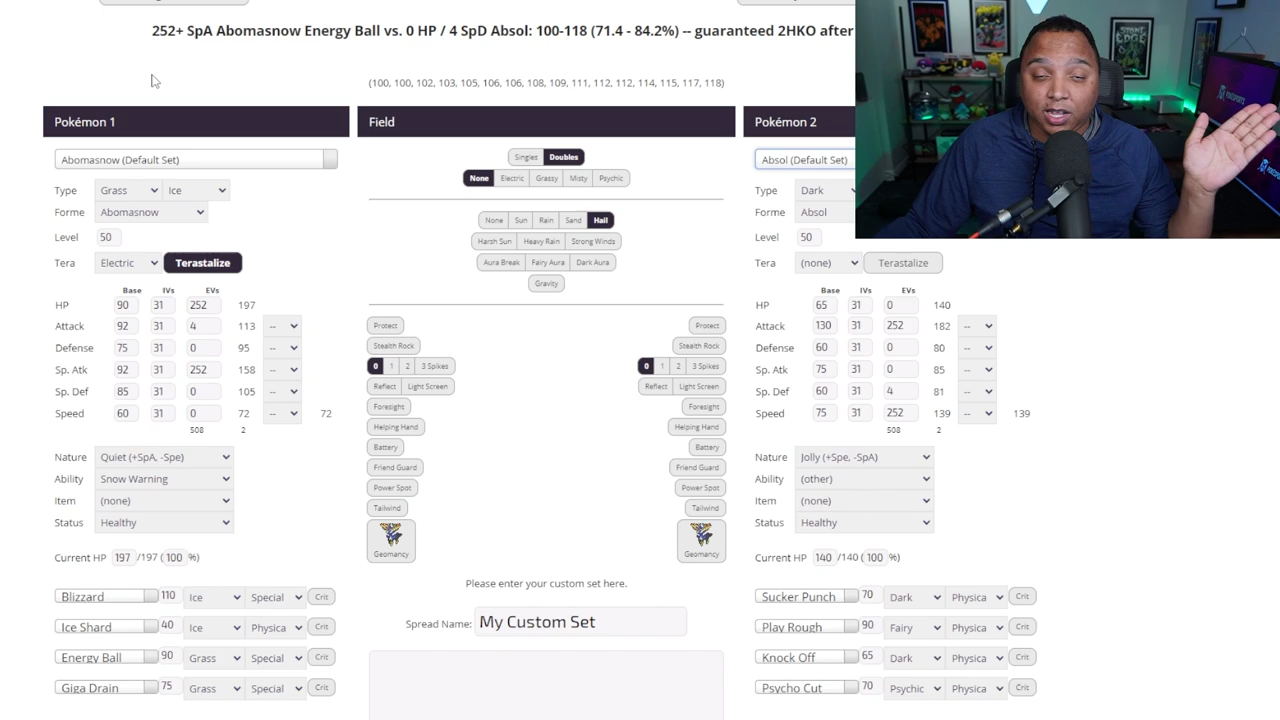 252+ SpA Abomasnow Energy Ball vs. 0 HP / 4 SpD Absol: 100-118 (71.4 - 84.2%) -- guaranteed 2HKO after
(100, 100, 102, 103, 105, 106, 106, 108, 109, 111, 112, 112, 114, 115, 117, 118)
Pokémon 1
Abomasnow (Default Set)
Type Grass Ice
Forme Abomasnow
Level 50
Tera Electric Terastalize
Base IVs EVs
HP 90 31 252 197
Attack 92 31 4 113 --
Defense 75 31 0 95 --
Sp. Atk 92 31 252 158 --
Sp. Def 85 31 0 105 --
Speed 60 31 0 72 -- 72
508 2
Nature Quiet (+SpA, -Spe)
Ability Snow Warning
Item (none)
Status Healthy
Current HP 197 /197 (100 %)
Blizzard 110 Ice Special Crit
Ice Shard 40 Ice Physica Crit
Energy Ball 90 Grass Special Crit
Giga Drain 75 Grass Special Crit
Field
Singles Doubles
None Electric Grassy Misty Psychic
None Sun Rain Sand Hail
Harsh Sun Heavy Rain Strong Winds
Aura Break Fairy Aura Dark Aura
Gravity
Protect Protect
Stealth Rock Stealth Rock
0 1 2 3 Spikes 0 1 2 3 Spikes
Reflect Light Screen Reflect Light Screen
Foresight Foresight
Helping Hand Helping Hand
Battery Battery
Friend Guard Friend Guard
Power Spot Power Spot
Tailwind Tailwind
Geomancy Geomancy
Please enter your custom set here.
Spread Name: My Custom Set
Pokémon 2
Absol (Default Set)
Type Dark
Forme Absol
Level 50
Tera (none) Terastalize
Base IVs EVs
HP 65 31 0 140
Attack 130 31 252 182 --
Defense 60 31 0 80 --
Sp. Atk 75 31 0 85 --
Sp. Def 60 31 4 81 --
Speed 75 31 252 139 -- 139
508 2
Nature Jolly (+Spe, -SpA)
Ability (other)
Item (none)
Status Healthy
Current HP 140 /140 (100 %)
Sucker Punch 70 Dark Physica Crit
Play Rough 90 Fairy Physica Crit
Knock Off 65 Dark Physica Crit
Psycho Cut 70 Psychic Physica Crit